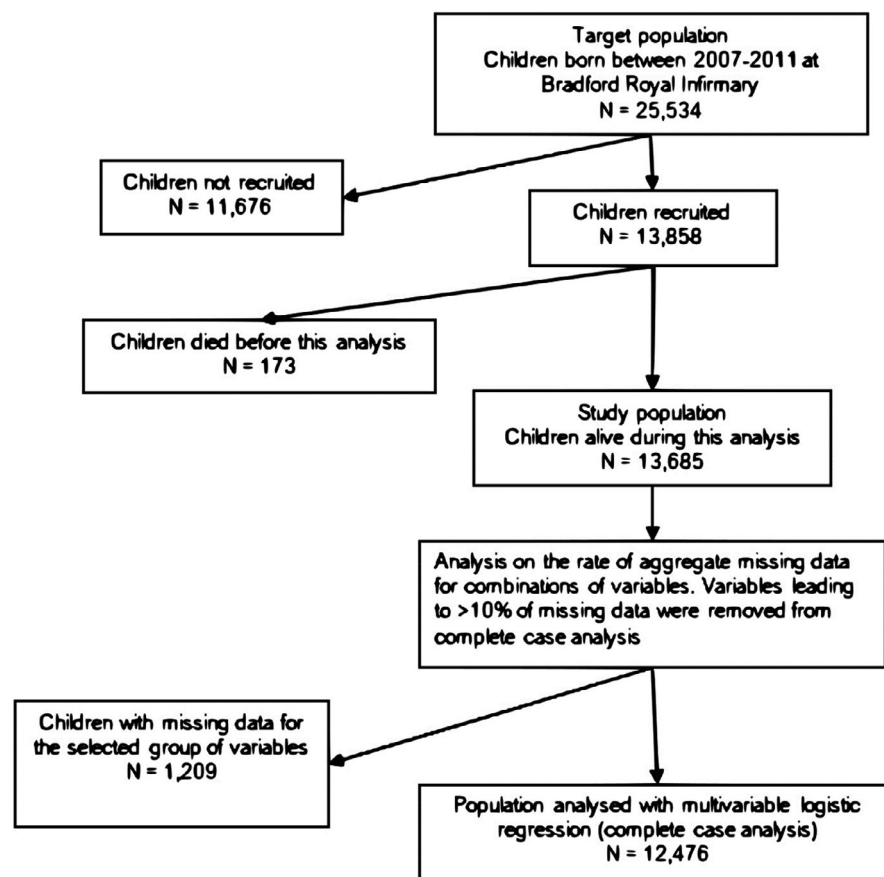 Target population
Children born between 2007-2011 at
Bradford Royal Infirmary
N = 25,534
Children not recruited
N = 11,676
Children recruited
N = 13,858
Children died before this analysis
N = 173
Study population
Children alive during this analysis
N = 13,685
Analysis on the rate of aggregate missing data
for combinations of variables. Variables leading
to >10% of missing data were removed from
complete case analysis
Children with missing data for
the selected group of variables
N = 1,209
Population analysed with multivariable logistic
regression (complete case analysis)
N = 12,476